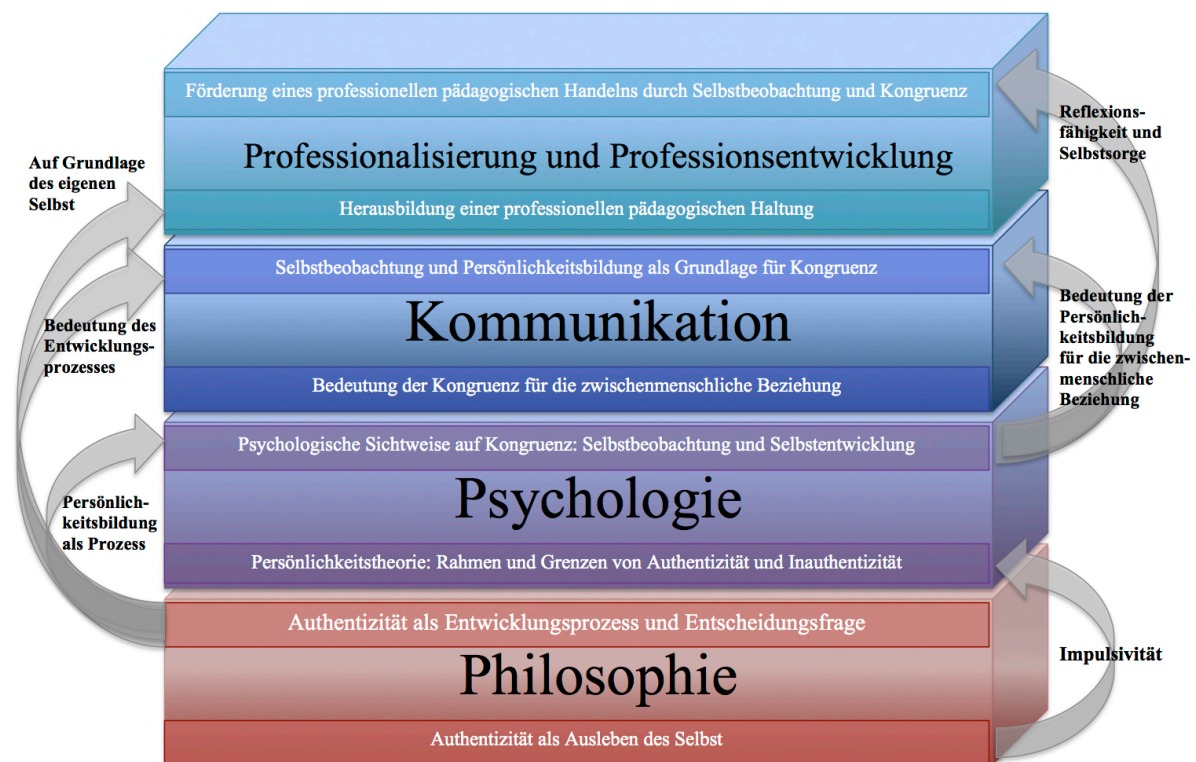 Förderung eines professionellen pädagogischen Handelns durch Selbstbeobachtung und Kongruenz
Professionalisierung und Professionsentwicklung
Herausbildung einer professionellen pädagogischen Haltung
Selbstbeobachtung und Persönlichkeitsbildung als Grundlage für Kongruenz
Kommunikation
Bedeutung der Kongruenz für die zwischenmenschliche Beziehung
Psychologische Sichtweise auf Kongruenz: Selbstbeobachtung und Selbstentwicklung
Psychologie
Persönlichkeitstheorie: Rahmen und Grenzen von Authentizität und Inauthentizität
Authentizität als Entwicklungsprozess und Entscheidungsfrage
Philosophie
Authentizität als Ausleben des Selbst
Auf Grundlage
des eigenen
Selbst
Bedeutung des
Entwicklungs-
prozesses
Persönlich-
keitsbildung
als Prozess
Reflexions-
fähigkeit und
Selbstsorge
Bedeutung der
Persönlich-
keitsbildung
für die zwischen-
menschliche
Beziehung
Impulsivität